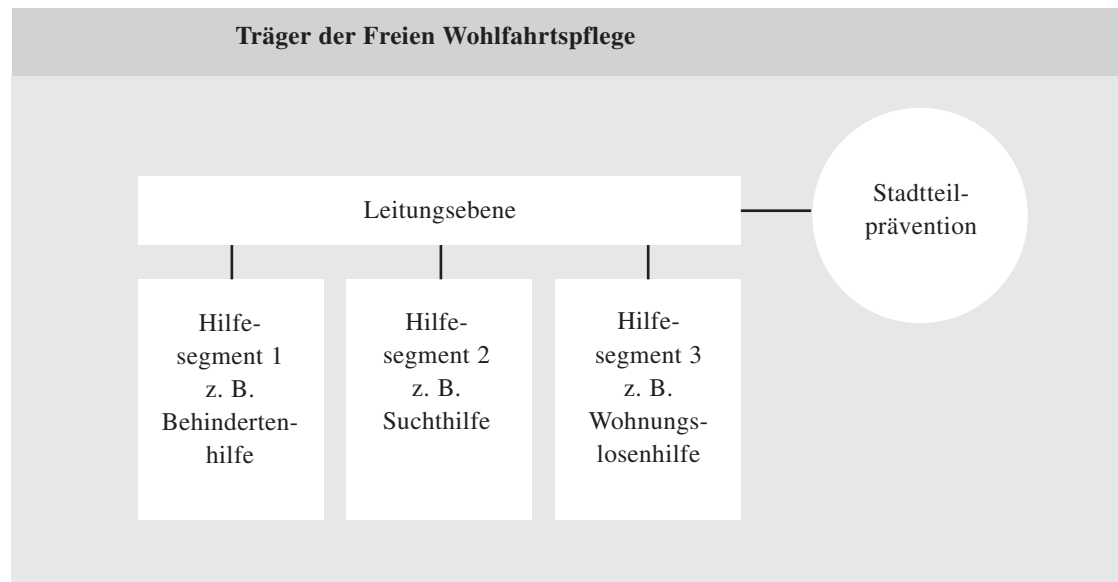 Träger der Freien Wohlfahrtspflege
Leitungsebene
Stadtteil-
prävention
Hilfe-
segment 1
z. B.
Behinderten-
hilfe
Hilfe-
segment 2
z. B.
Suchthilfe
Hilfe-
segment 3
z. B.
Wohnungs-
losenhilfe